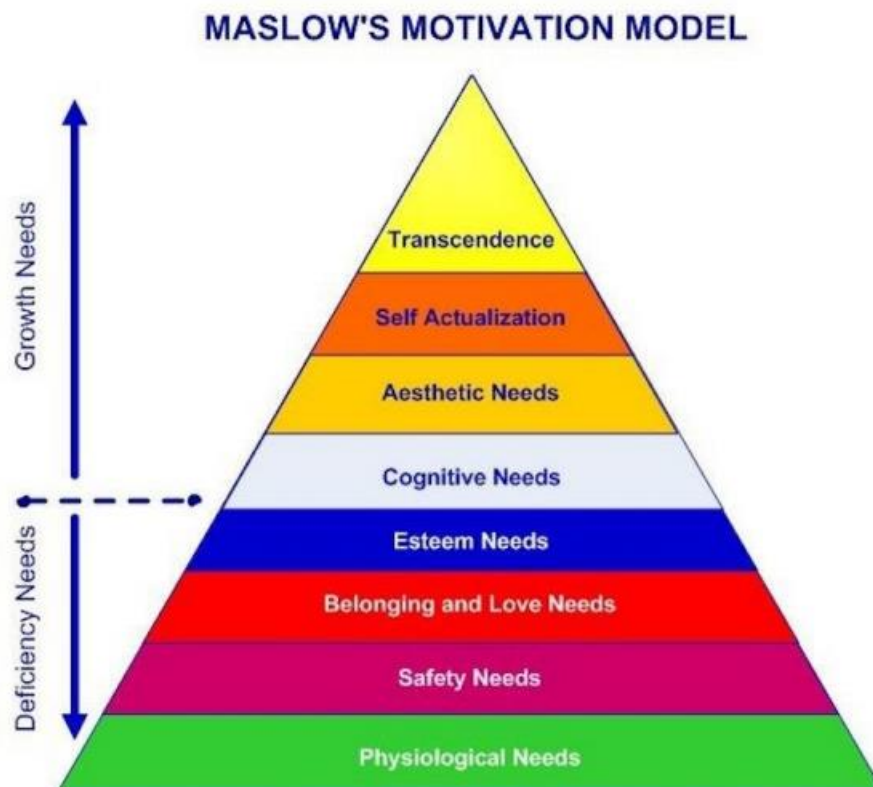 MASLOW'S MOTIVATION MODEL
Growth Needs
Deficiency Needs
Transcendence
Self Actualization
Aesthetic Needs
Cognitive Needs
Esteem Needs
Belonging and Love Needs
Safety Needs
Physiological Needs